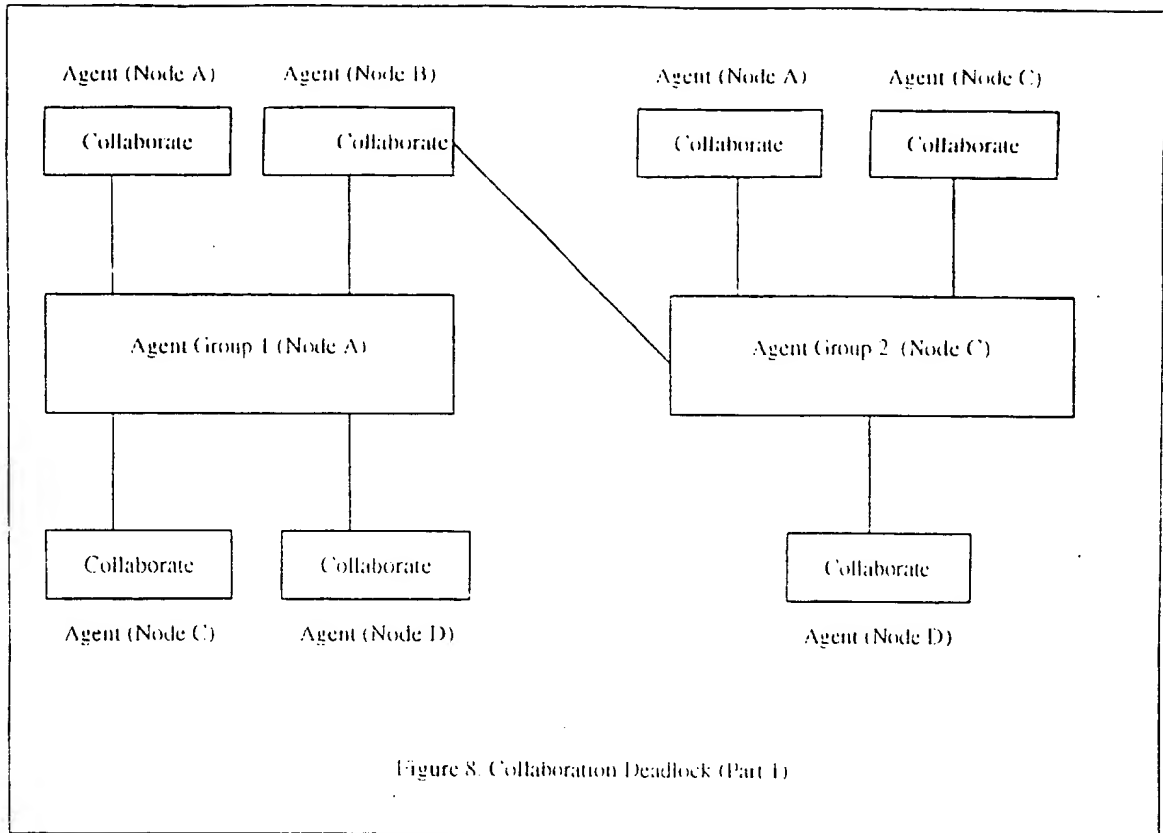 Agent (Node A)
Agent (Node B)
Agent (Node A)
Agent (Node C)
Collaborate
Collaborate
Collaborate
Collaborate
Agent Group 1 (Node A)
Agent Group 2 (Node C)
Collaborate
Collaborate
Collaborate
Agent (Node C)
Agent (Node D)
Agent (Node D)
Figure 8. Collaboration Deadlock (Part 1)